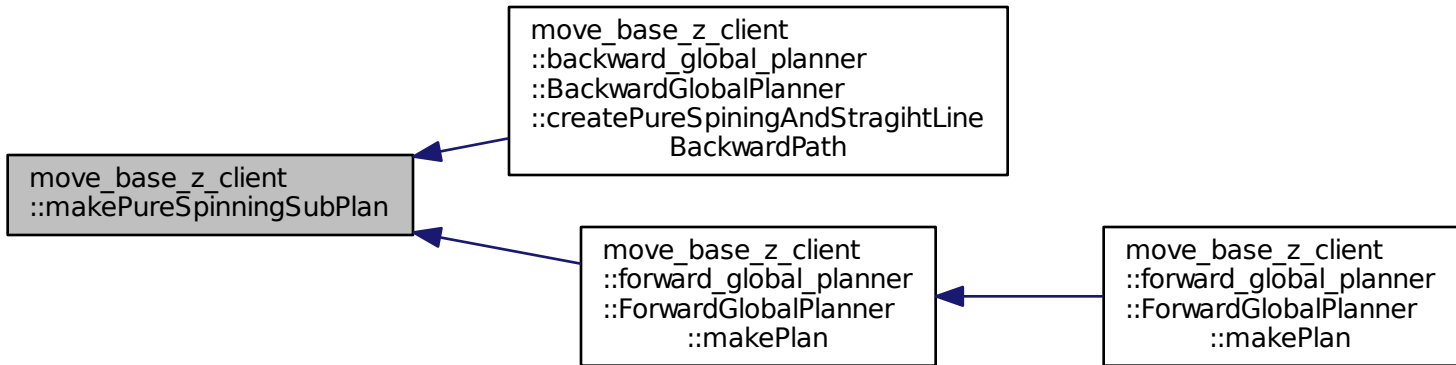 move_base_z_client
::backward_global_planner
::BackwardGlobalPlanner
::createPureSpiningAndStragihtLine
BackwardPath
move_base_z_client
::makePureSpinningSubPlan
move_base_z_client
::forward_global_planner
::ForwardGlobalPlanner
::makePlan
move_base_z_client
::forward_global_planner
::ForwardGlobalPlanner
::makePlan